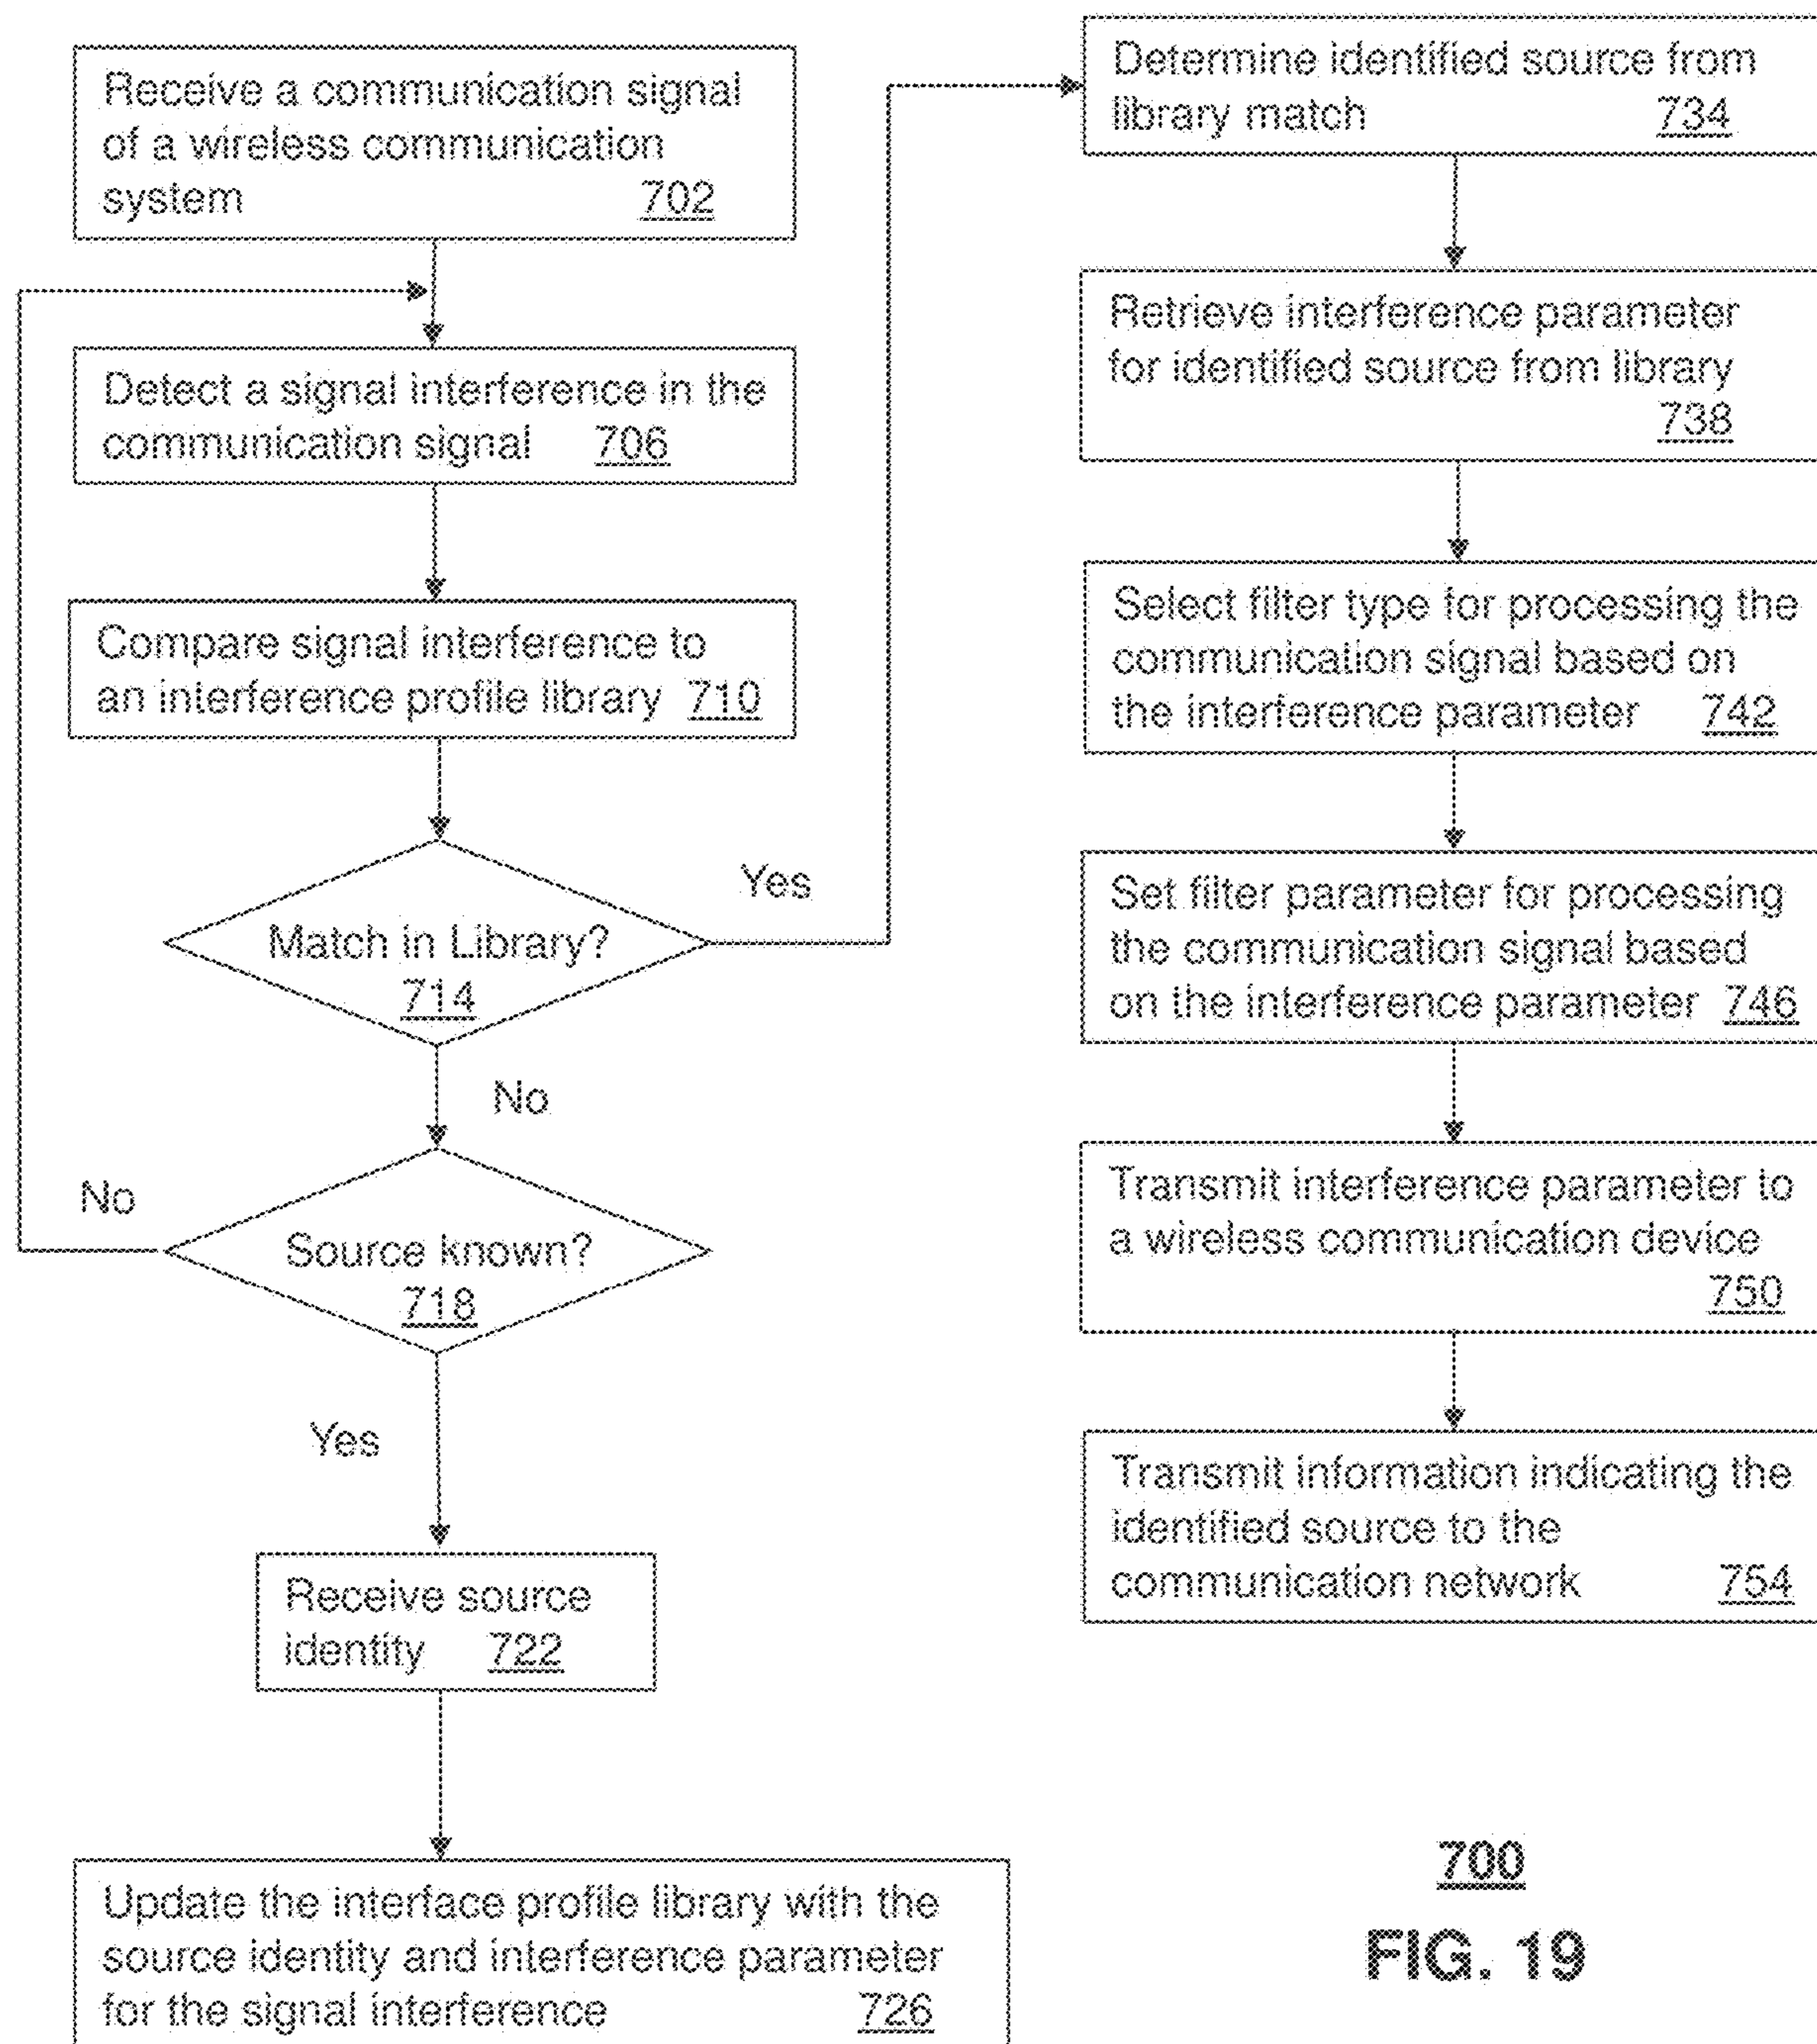 Receive a communication signal
of a wireless communication
system 702
Detect a signal interference in the
communication signal 706
Compare signal interference to
an interference profile library 710
Match in Library?
714
Yes
No
Source known?
718
No
Yes
Receive source
identity 722
Update the interface profile library with the
source identity and interference parameter
for the signal interference 726
Determine identified source from
library match 734
Retrieve interference parameter
for identified source from library
738
Select filter type for processing the
communication signal based on
the interference parameter 742
Set filter parameter for processing
the communication signal based
on the interference parameter 746
Transmit interference parameter to
a wireless communication device
750
Transmit information indicating the
identified source to the
communication network 754
700
FIG. 19